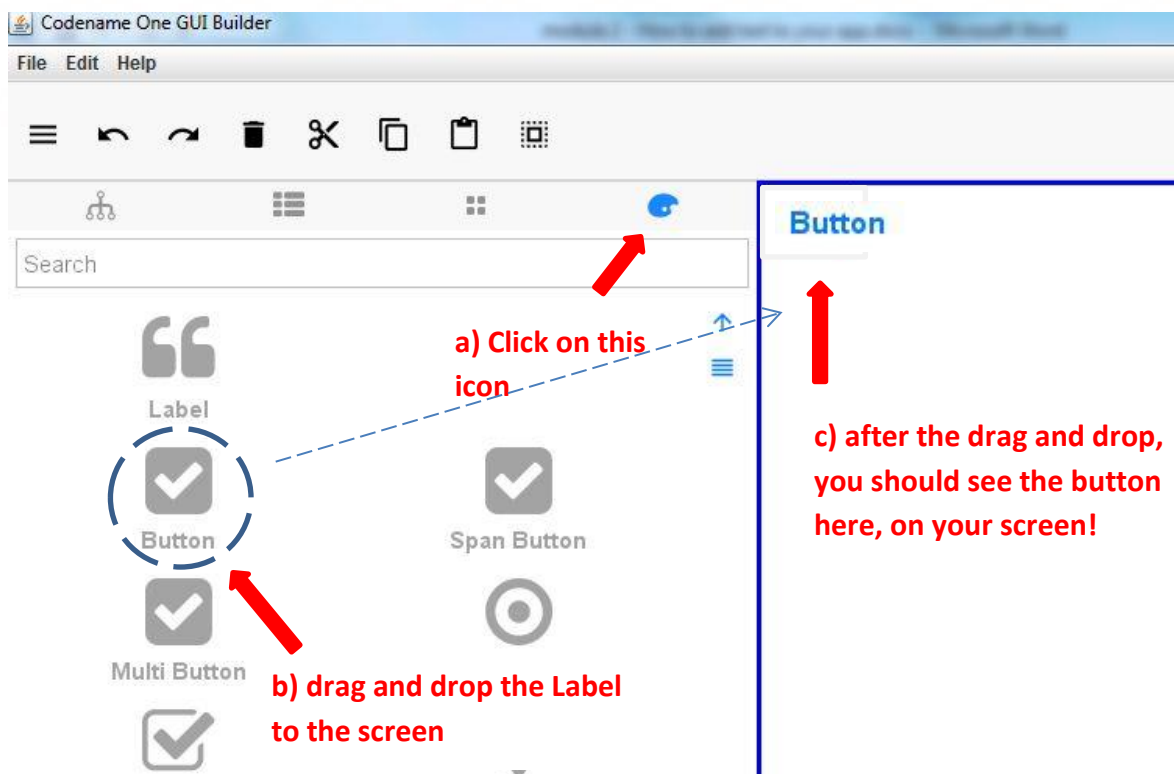 Codename One GUI Builder
File Edit Help
Search
Button
a) Click on this
icon
Label
c) after the drag and drop,
you should see the button
here, on your screen!
Button
Span Button
Multi Button
b) drag and drop the Label
to the screen